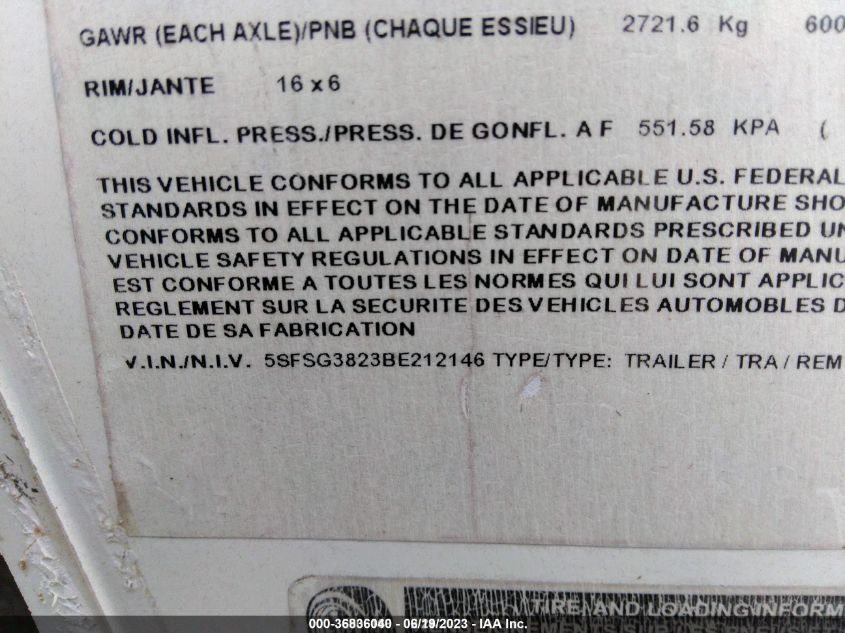 GAWR (EACH AXLE)/PNB (CHAQUE ESSIEU) 2721.6 Kg 600
RIM/JANTE 16 x 6
COLD INFL. PRESS./PRESS. DE GONFL. A F 551.58 KPA (
THIS VEHICLE CONFORMS TO ALL APPLICABLE U.S. FEDERAL
STANDARDS IN EFFECT ON THE DATE OF MANUFACTURE SHO
CONFORMS TO ALL APPLICABLE STANDARDS PRESCRIBED UN
VEHICLE SAFETY REGULATIONS IN EFFECT ON DATE OF MANU
EST CONFORME A TOUTES LES NORMES QUI LUI SONT APPLIC
REGLEMENT SUR LA SECURITE DES VEHICLES AUTOMOBLES D
DATE DE SA FABRICATION
V.I.N./N.I.V. 5SFSG3823BE212146 TYPE/TYPE: TRAILER / TRA / REM
TIRE AND LOADING INFORM
000-36836040 - 06/19/2023 - IAA Inc.